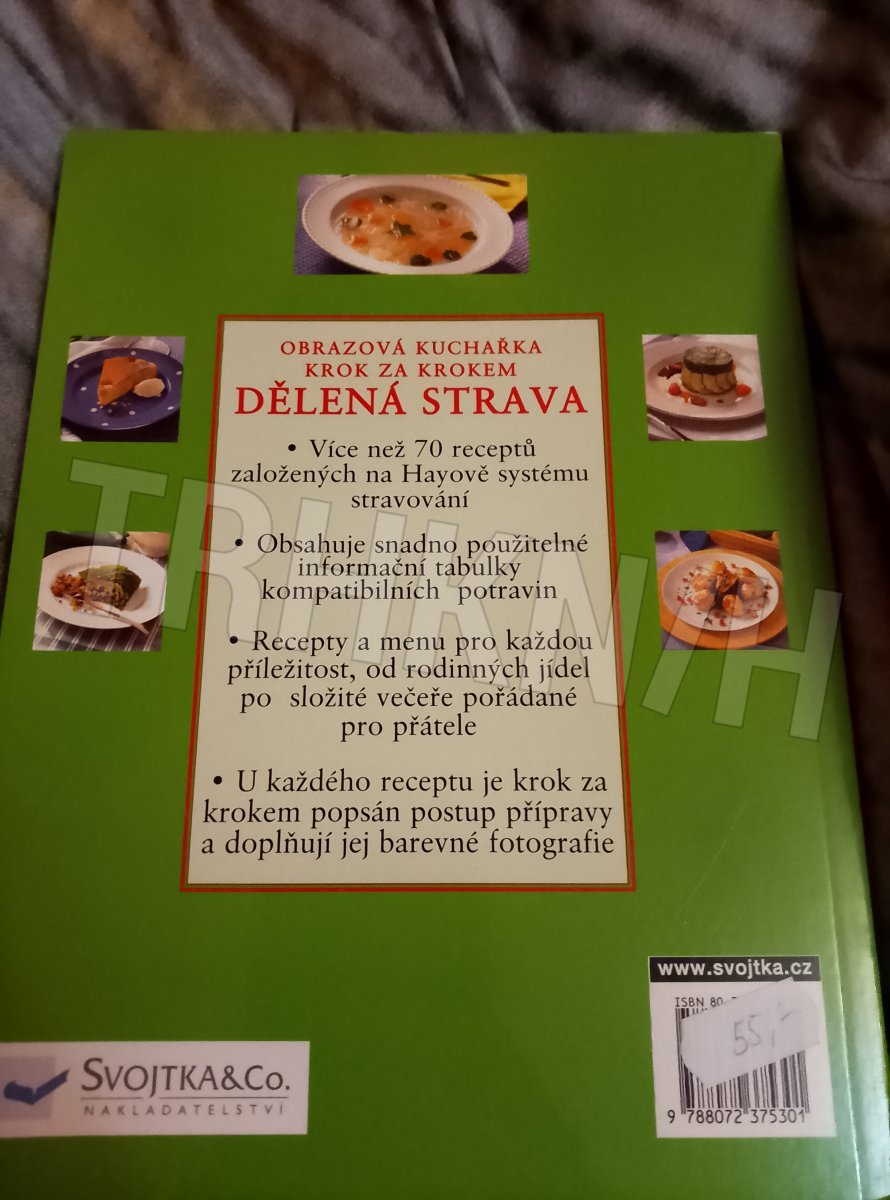 OBRAZOVÁ KUCHAŘKA
KROK ZA KROKEM
DĚLENÁ STRAVA
• Více než 70 receptů
založených na Hayově systému
stravování
• Obsahuje snadno použitelné
informační tabulky
kompatibilních potravin
• Recepty a menu pro každou
příležitost, od rodinných jídel
po složité večeře pořádané
pro přátele
• U každého receptu je krok za
krokem popsán postup přípravy
a doplňují jej barevné fotografie
TRHKNIH
www.svojtka.cz
ISBN 80
55,-
9 788072 375301
SVOJTKA&CO.
NAKLADATELSTVÍ